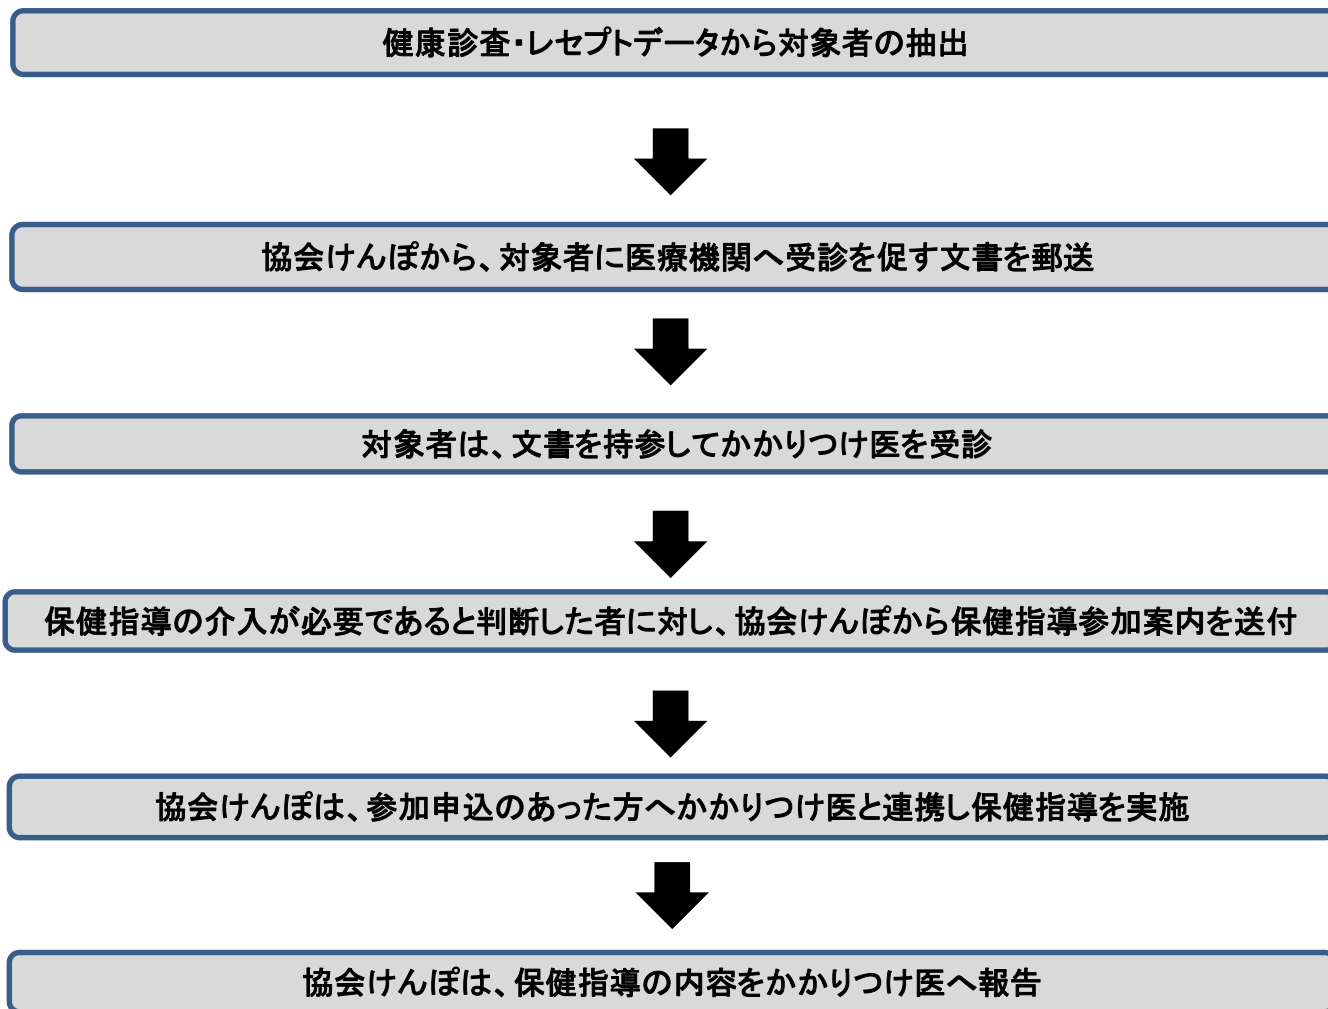 健康診査・レセプトデータから対象者の抽出
協会けんぽから、対象者に医療機関へ受診を促す文書を郵送
対象者は、文書を持参してかかりつけ医を受診
保健指導の介入が必要であると判断した者に対し、協会けんぽから保健指導参加案内を送付
協会けんぽは、参加申込のあった方へかかりつけ医と連携し保健指導を実施
協会けんぽは、保健指導の内容をかかりつけ医へ報告